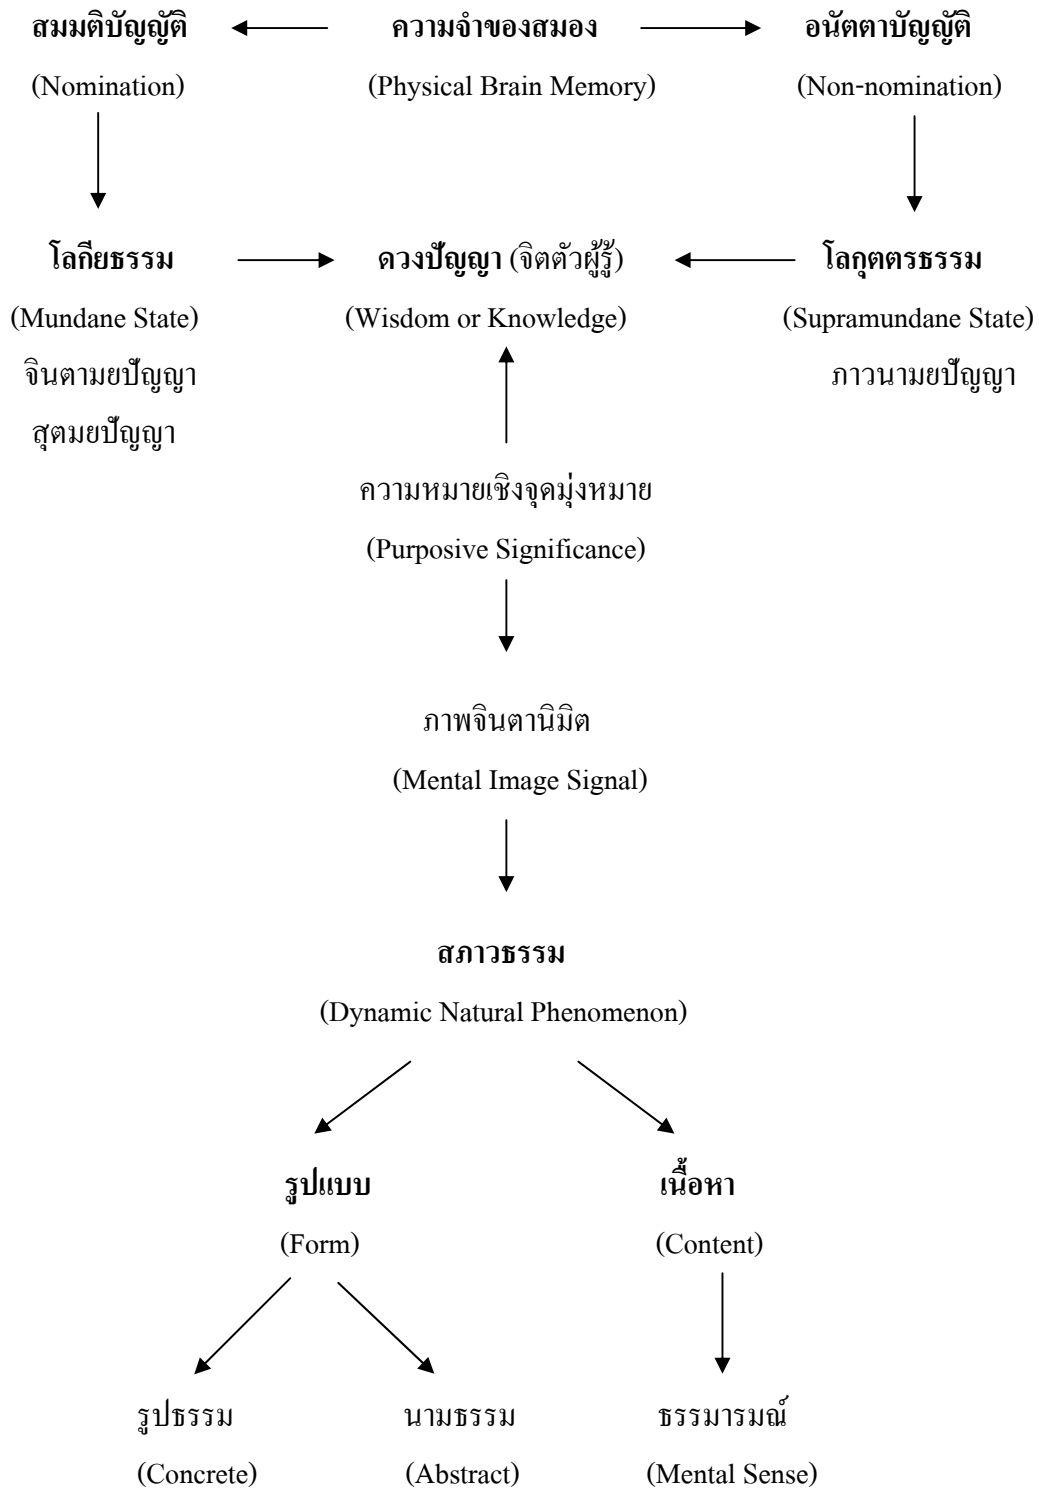 สมมติบัญญัติ ความจำของสมอง อนัตตาบัญญัติ
(Nomination) (Physical Brain Memory) (Non-nomination)
โลกียธรรม ดวงปัญญา (จิตตัวผู้รู้) โลกุตตรธรรม
(Mundane State) (Wisdom or Knowledge) (Supramundane State)
จินตามยปัญญา ภาวนามยปัญญา
สุตมยปัญญา
ความหมายเชิงจุดมุ่งหมาย
(Purposive Significance)
ภาพจินตานิมิต
(Mental Image Signal)
สภาวธรรม
(Dynamic Natural Phenomenon)
รูปแบบ เนื้อหา
(Form) (Content)
รูปธรรม นามธรรม ธรรมารมณ์
(Concrete) (Abstract) (Mental Sense)